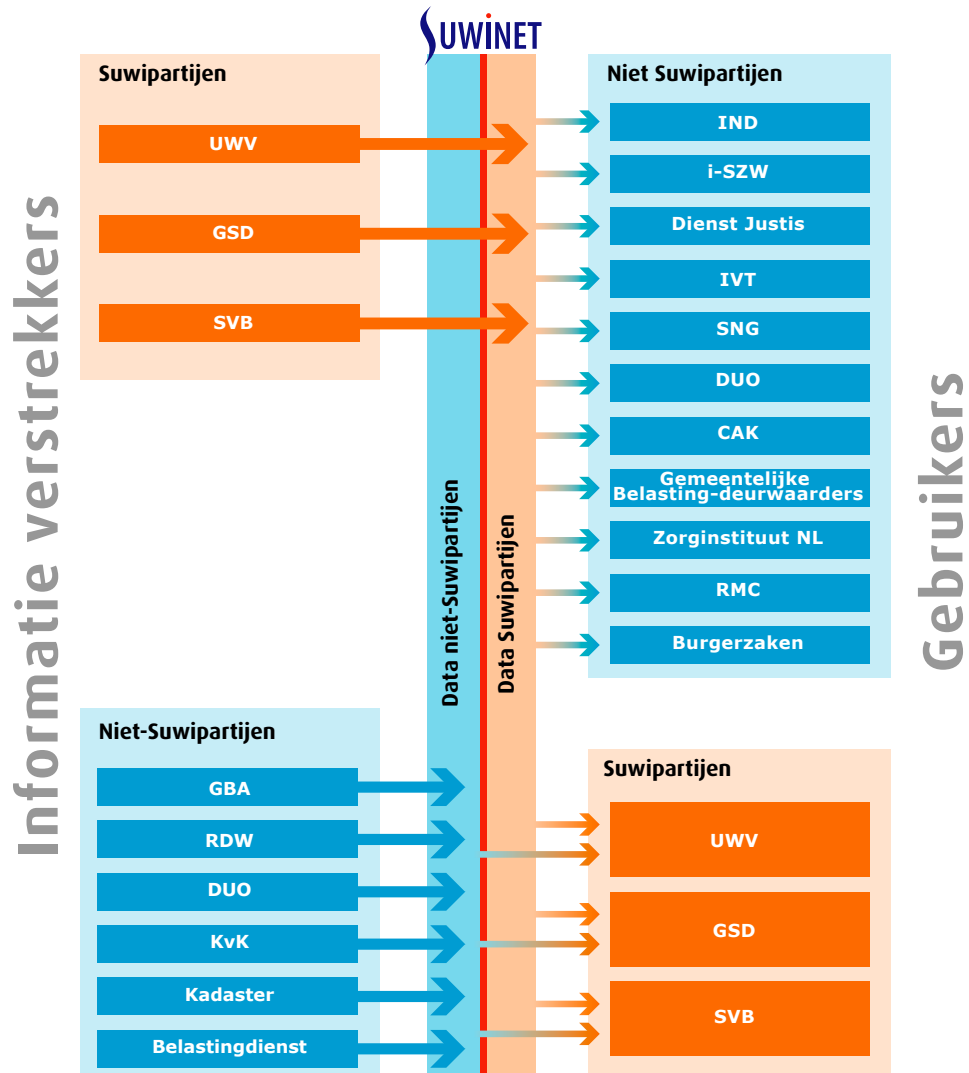 SUWINET
Informatie verstrekkers
Suwipartijen
UWV
GSD
SVB
Niet-Suwipartijen
GBA
RDW
DUO
KvK
Kadaster
Belastingdienst
Data niet-Suwipartijen
Data Suwipartijen
Niet Suwipartijen
IND
i-SZW
Dienst Justis
IVT
SNG
DUO
CAK
Gemeentelijke
Belasting-deurwaarders
Zorginstituut NL
RMC
Burgerzaken
Suwipartijen
UWV
GSD
SVB
Gebruikers